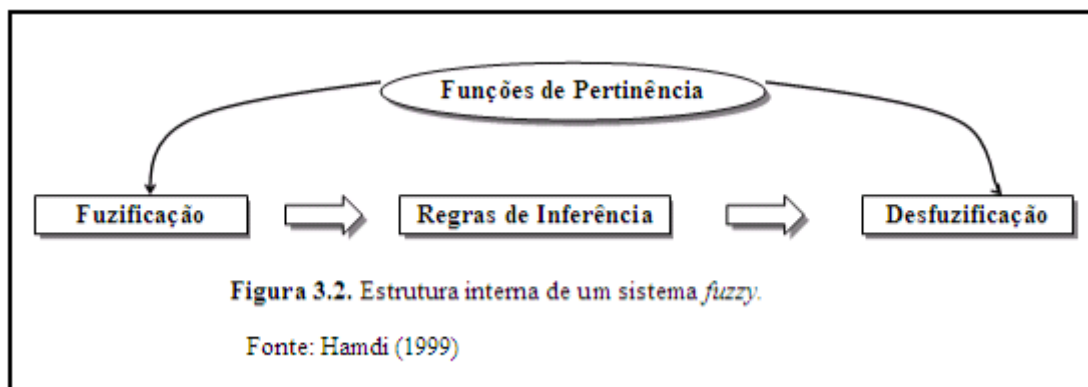 Funções de Pertinência
Fuzificação
Regras de Inferência
Desfuzificação
Figura 3.2. Estrutura interna de um sistema fuzzy.
Fonte: Hamdi (1999)